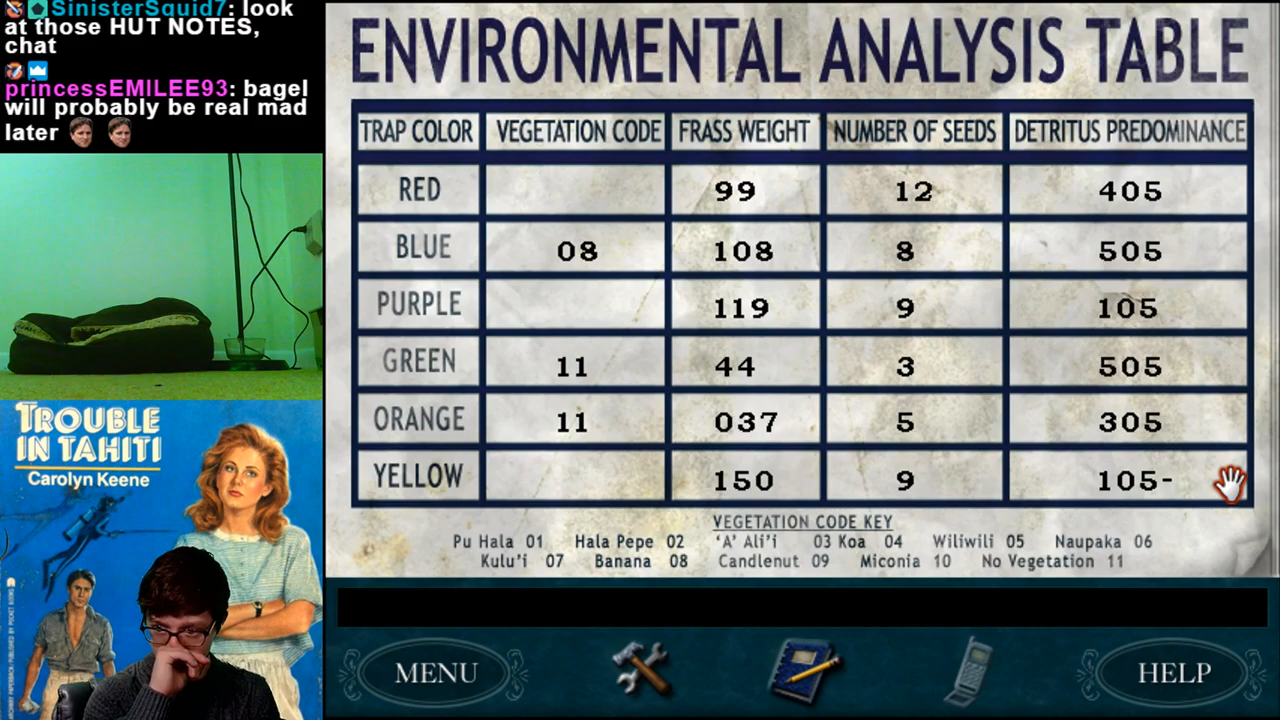 SinisterSquid7: look
at those HUT NOTES,
chat
princessEMILEE93: bagel
will probably be real mad
later
TROUBLE
IN TAHITI
Carolyn Keene
ENVIRONMENTAL ANALYSIS TABLE
TRAP COLOR VEGETATION CODE FRASS WEIGHT NUMBER OF SEEDS DETRITUS PREDOMINANCE
RED 99 12 405
BLUE 08 108 8 505
PURPLE 119 9 105
GREEN 11 44 3 505
ORANGE 11 037 5 305
YELLOW 150 9 105-
VEGETATION CODE KEY
Pu Hala 01 Hala Pepe 02 'A' Ali'i 03 Koa 04 Wiliwili 05 Naupaka 06
Kulu'i 07 Banana 08 Candlenut 09 Miconia 10 No Vegetation 11
MENU HELP